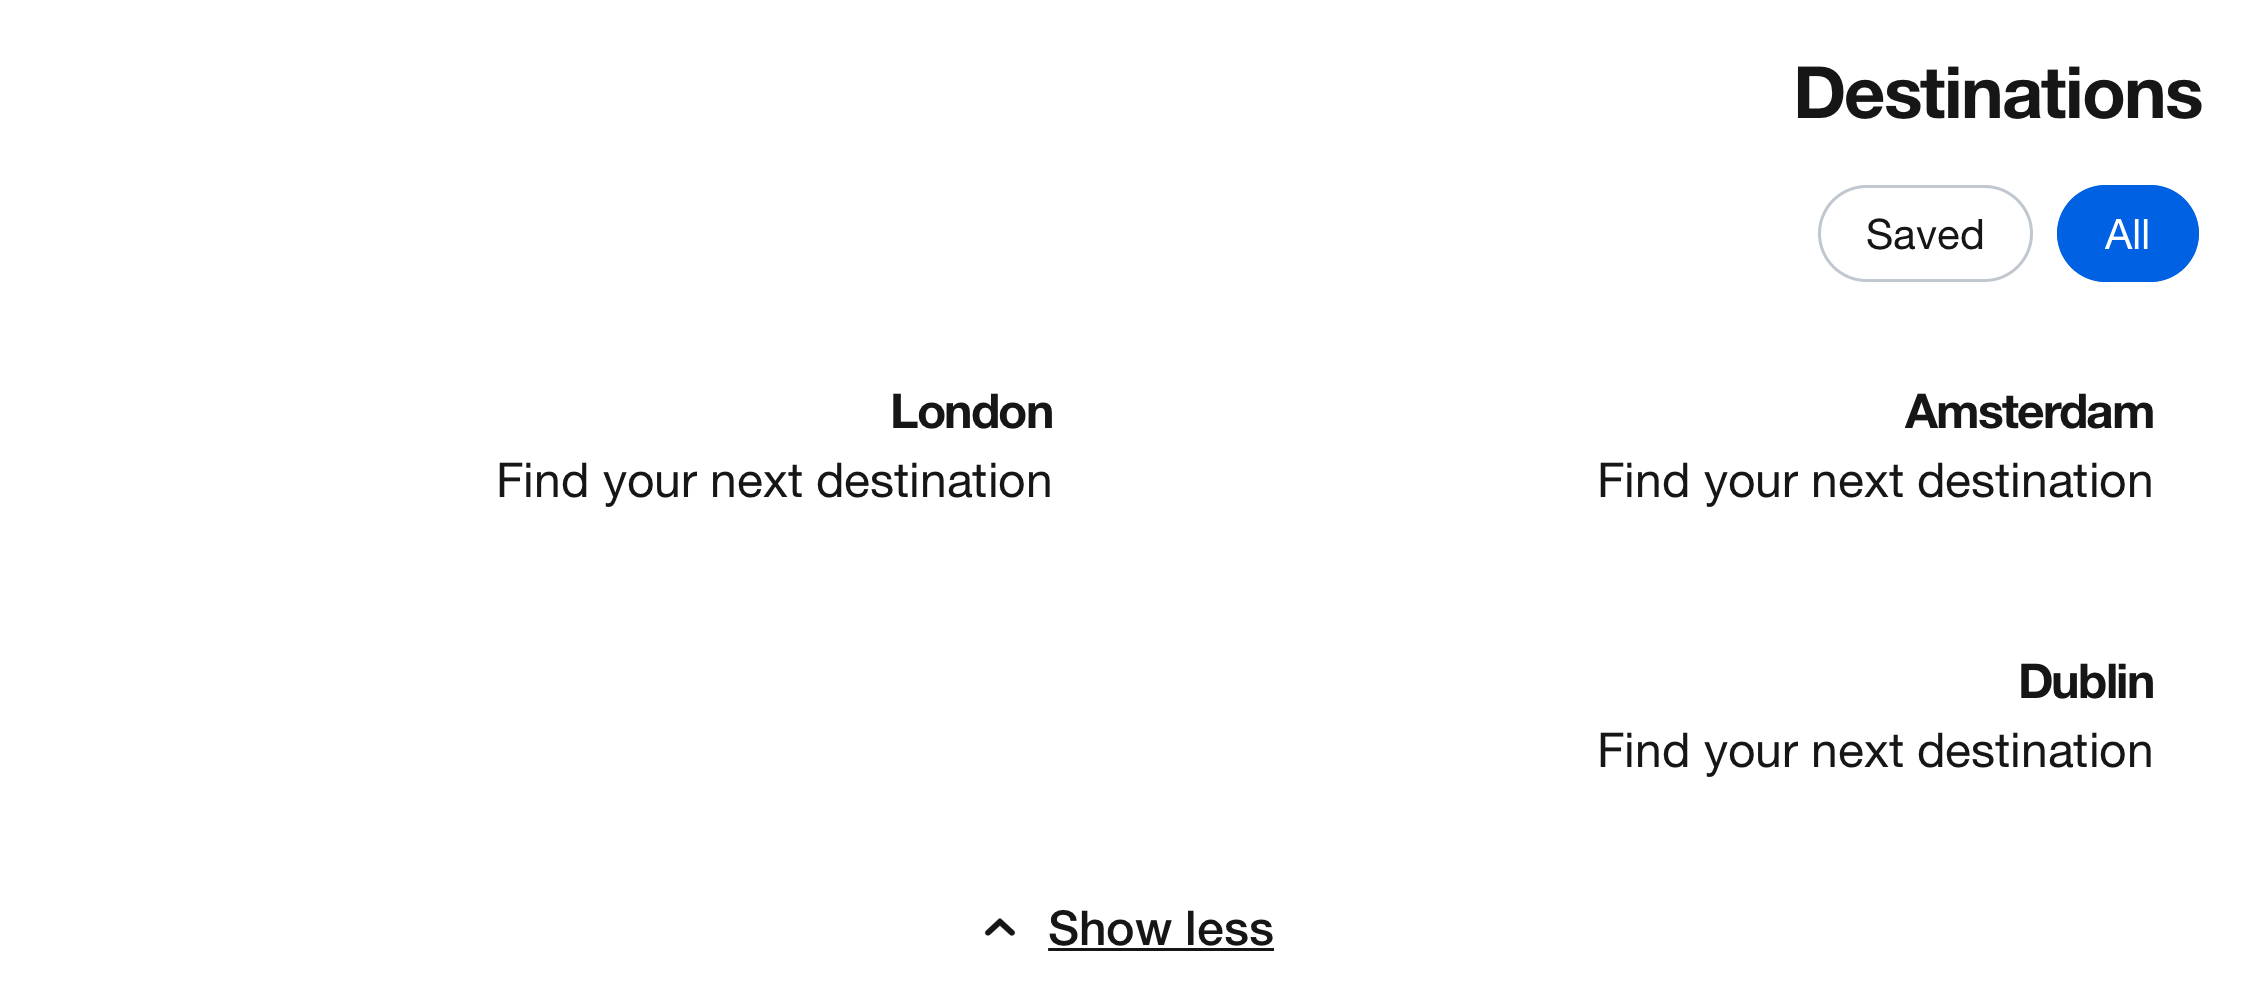 Destinations
All
Saved
Amsterdam
Find your next destination
London
Find your next destination
Dublin
Find your next destination
Show less